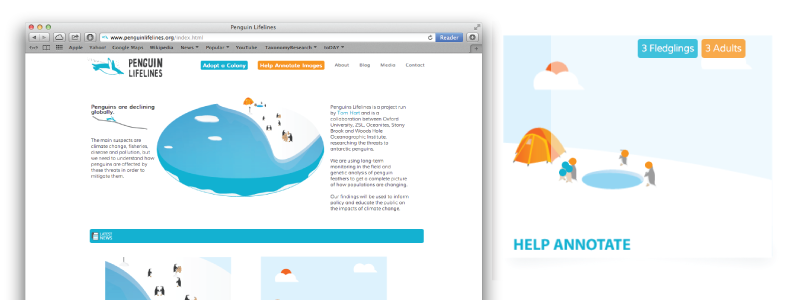 Penguin Lifelines
www.penguinlifelines.org/index.html
Reader
Apple Yahoo! Google Maps Wikipedia News Popular YouTube TaxonomyResearch toDAY
PENGUIN
LIFELINES
Adopt a Colony
Help Annotate Images
About Blog Media Contact
Penguins are declining
globally.
The main suspects are
climate change, fisheries,
disease and pollution, but
we need to understand how
penguins are affected by
these threats in order to
mitigate them.
Penguins Lifelines is a project run
by Tom Hart and is a
collaboration between Oxford
University, ZSL, Oceanites, Stony
Brook and Woods Hole
Oceanographic Institute,
researching the threats to
antarctic penguins.
We are using long-term
monitoring in the field and
genetic analysis of penguin
feathers to get a complete picture
of how populations are changing.
Our findings will be used to inform
policy and educate the public on
the impacts of climate change.
LATEST
NEWS
3 Fledglings
3 Adults
HELP ANNOTATE